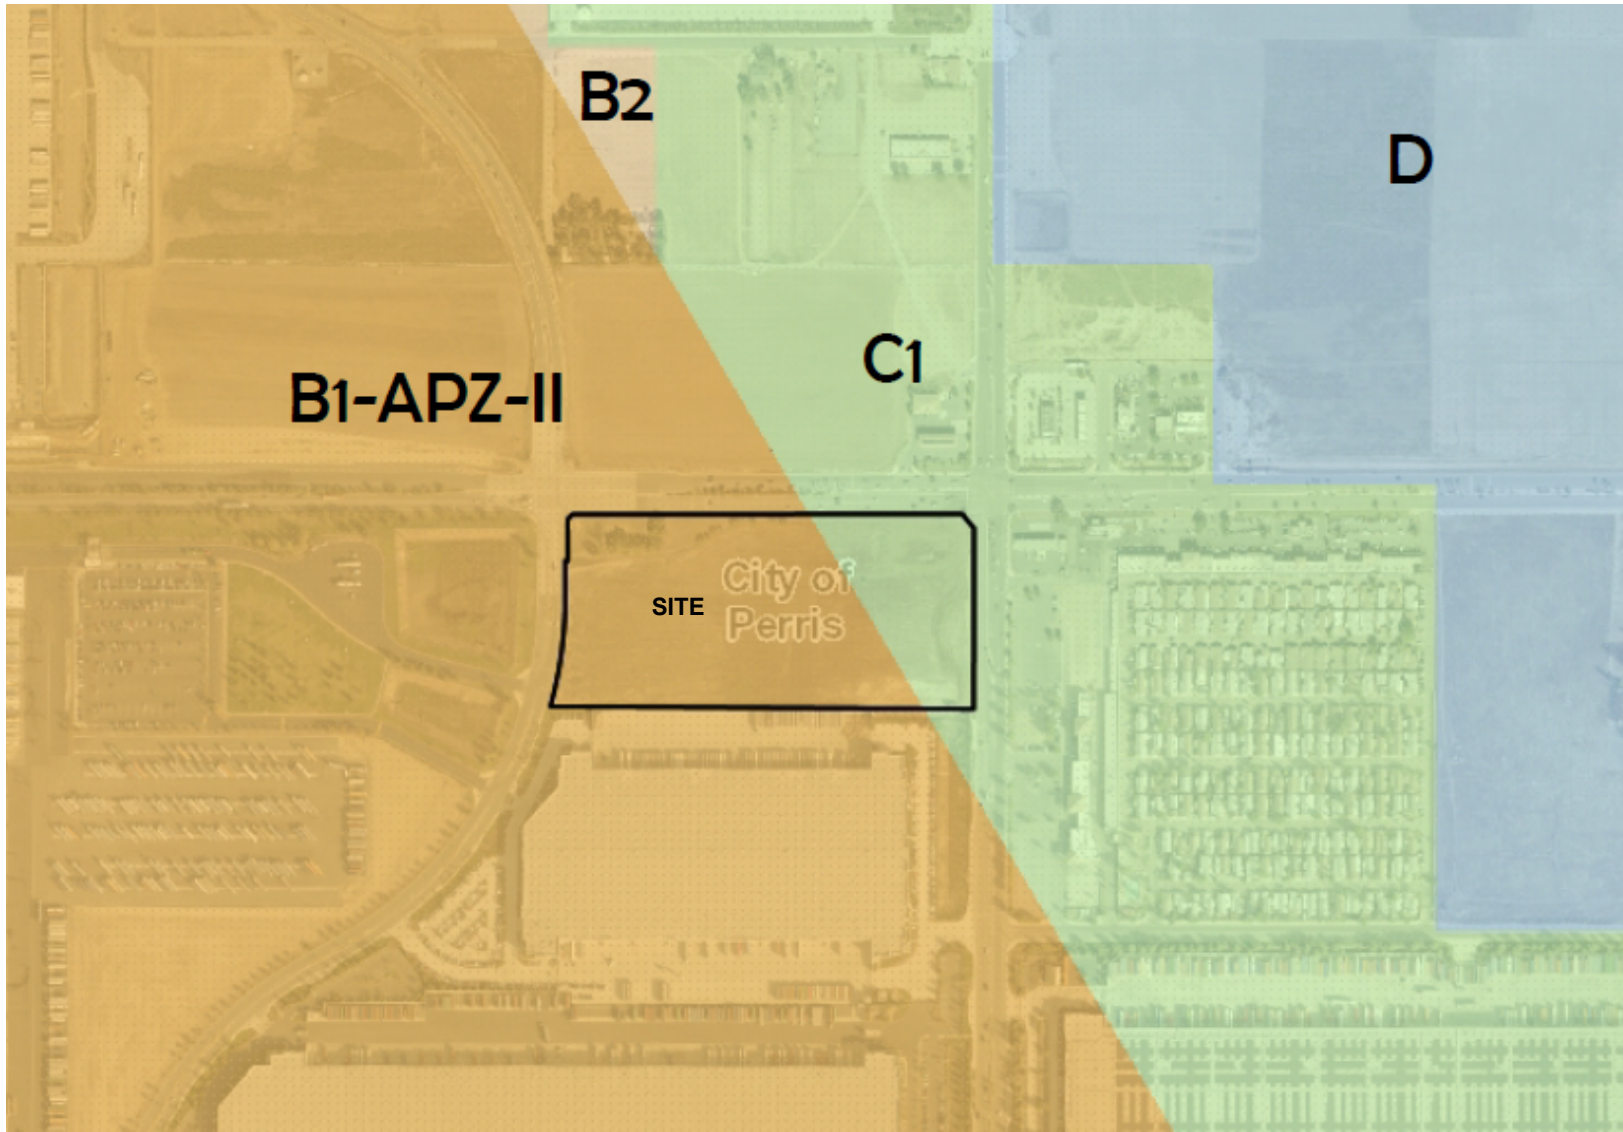 B2
D
C1
B1-APZ-II
City of
SITE
Perris